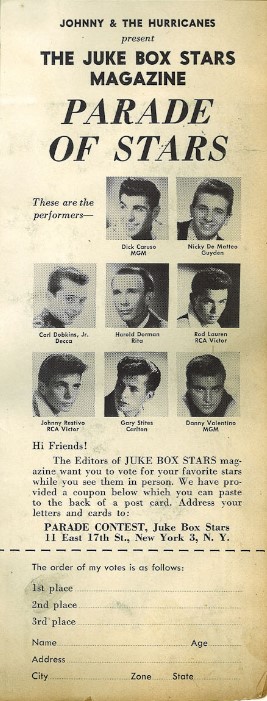 JOHNNY & THE HURRICANES
present
THE JUKE BOX STARS
MAGAZINE
PARADE
OF STARS
These are the
performers—
Dick Caruso
MGM
Nicky De Matteo
Guyden
Carl Dobkins, Jr.
Decca
Harold Dorman
Rita
Rod Lauren
RCA Victor
Johnny Restivo
RCA Victor
Gary Stites
Carlton
Danny Valentino
MGM
Hi Friends!
The Editors of JUKE BOX STARS mag-
azine want you to vote for your favorite stars
while you see them in person. We have pro-
vided a coupon below which you can paste
to the back of a post card. Address your
letters and cards to:
PARADE CONTEST, Juke Box Stars
11 East 17th St., New York 3, N. Y.
The order of my votes is as follows:
1st place
2nd place
3rd place
Name Age
Address
City Zone State